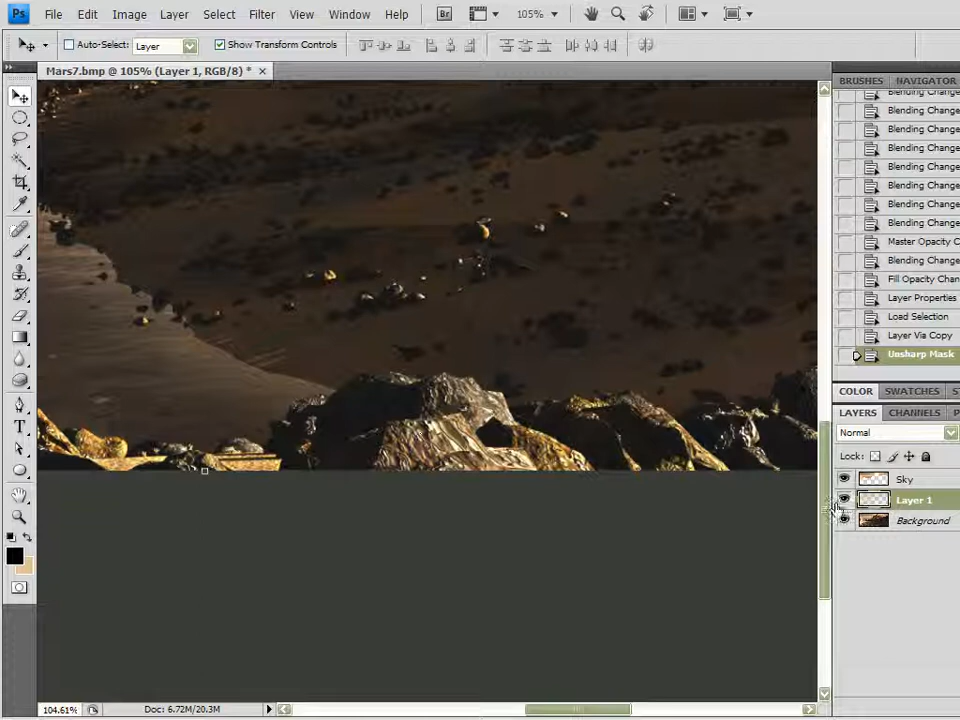 Ps File Edit Image Layer Select Filter View Window Help Br 105%
Auto-Select: Layer Show Transform Controls
Mars7.bmp @ 105% (Layer 1, RGB/8) *
BRUSHES NAVIGATOR
Blending Change
Blending Change
Blending Change
Blending Change
Blending Change
Blending Change
Blending Change
Blending Change
Master Opacity C
Blending Change
Fill Opacity Chan
Layer Properties
Load Selection
Layer Via Copy
Unsharp Mask
COLOR SWATCHES ST
LAYERS CHANNELS P
Normal
Lock:
Sky
Layer 1
Background
104.61% Doc: 6.72M/20.3M